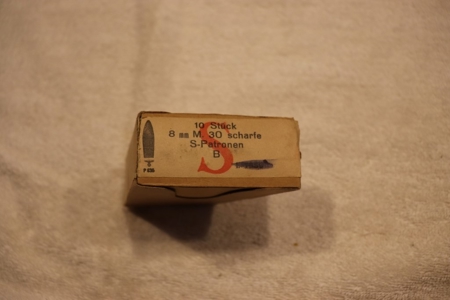 10 Stück
8 mm M. 30 scharfe
S-Patronen
B
S